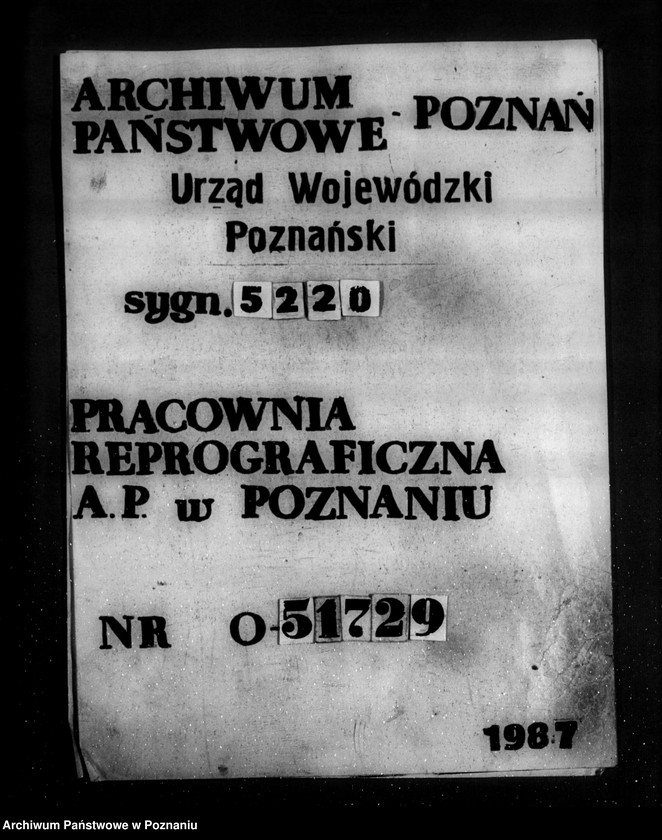 ARCHIWUM
PAŃSTWOWE - POZNAŃ
Urząd Wojewódzki
Poznański
sygn. 5220
PRACOWNIA
REPROGRAFICZNA
A.P. w POZNANIU
NR O-51729
1987
Archiwum Państwowe w Poznaniu